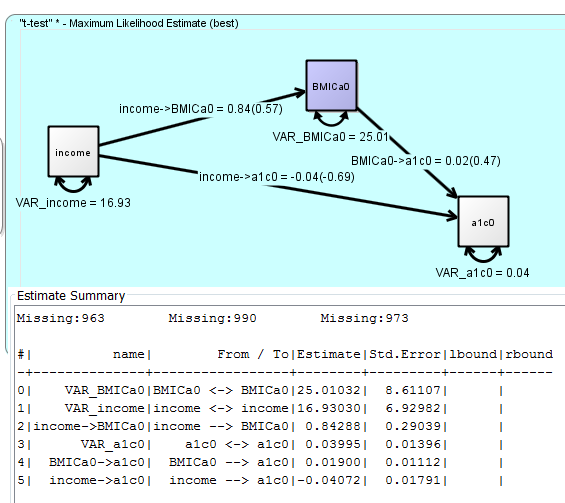 "t-test" * - Maximum Likelihood Estimate (best)
BMICa0
income->BMICa0 = 0.84(0.57)
VAR_BMICa0 = 25.01
income
BMICa0->a1c0 = 0.02(0.47)
income->a1c0 = -0.04(-0.69)
VAR_income = 16.93
a1c0
VAR_a1c0 = 0.04
Estimate Summary
Missing:963 Missing:990 Missing:973
#| name| From / To|Estimate|Std.Error|lbound|rbound
-+--------------+------------------+--------+---------+------+------
0| VAR_BMICa0|BMICa0 <-> BMICa0|25.01032| 8.61107| |
1| VAR_income|income <-> income|16.93030| 6.92982| |
2|income->BMICa0|income --> BMICa0| 0.84288| 0.29039| |
3| VAR_a1c0| a1c0 <-> a1c0| 0.03995| 0.01396| |
4| BMICa0->a1c0| BMICa0 --> a1c0| 0.01900| 0.01112| |
5| income->a1c0| income --> a1c0|-0.04072| 0.01791| |